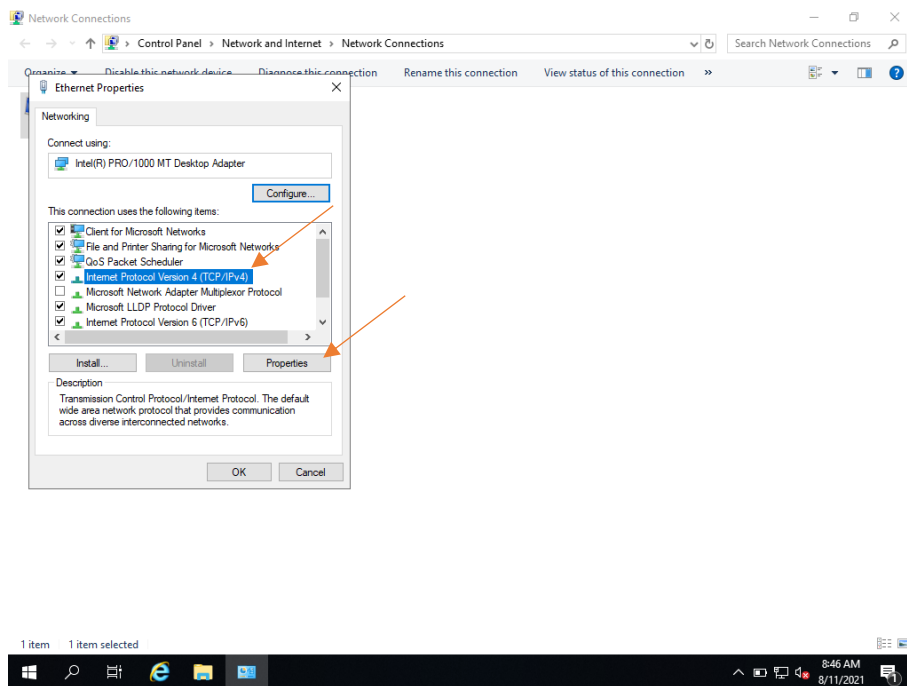 Network Connections
Control Panel > Network and Internet > Network Connections
Search Network Connections
Organize Disable this network device Diagnose this connection Rename this connection View status of this connection »
Ethernet Properties
Networking
Connect using:
Intel(R) PRO/1000 MT Desktop Adapter
Configure...
This connection uses the following items:
Client for Microsoft Networks
File and Printer Sharing for Microsoft Networks
QoS Packet Scheduler
Internet Protocol Version 4 (TCP/IPv4)
Microsoft Network Adapter Multiplexor Protocol
Microsoft LLDP Protocol Driver
Internet Protocol Version 6 (TCP/IPv6)
Install... Uninstall Properties
Description
Transmission Control Protocol/Internet Protocol. The default
wide area network protocol that provides communication
across diverse interconnected networks.
OK Cancel
1 item 1 item selected
8:46 AM
8/11/2021
1